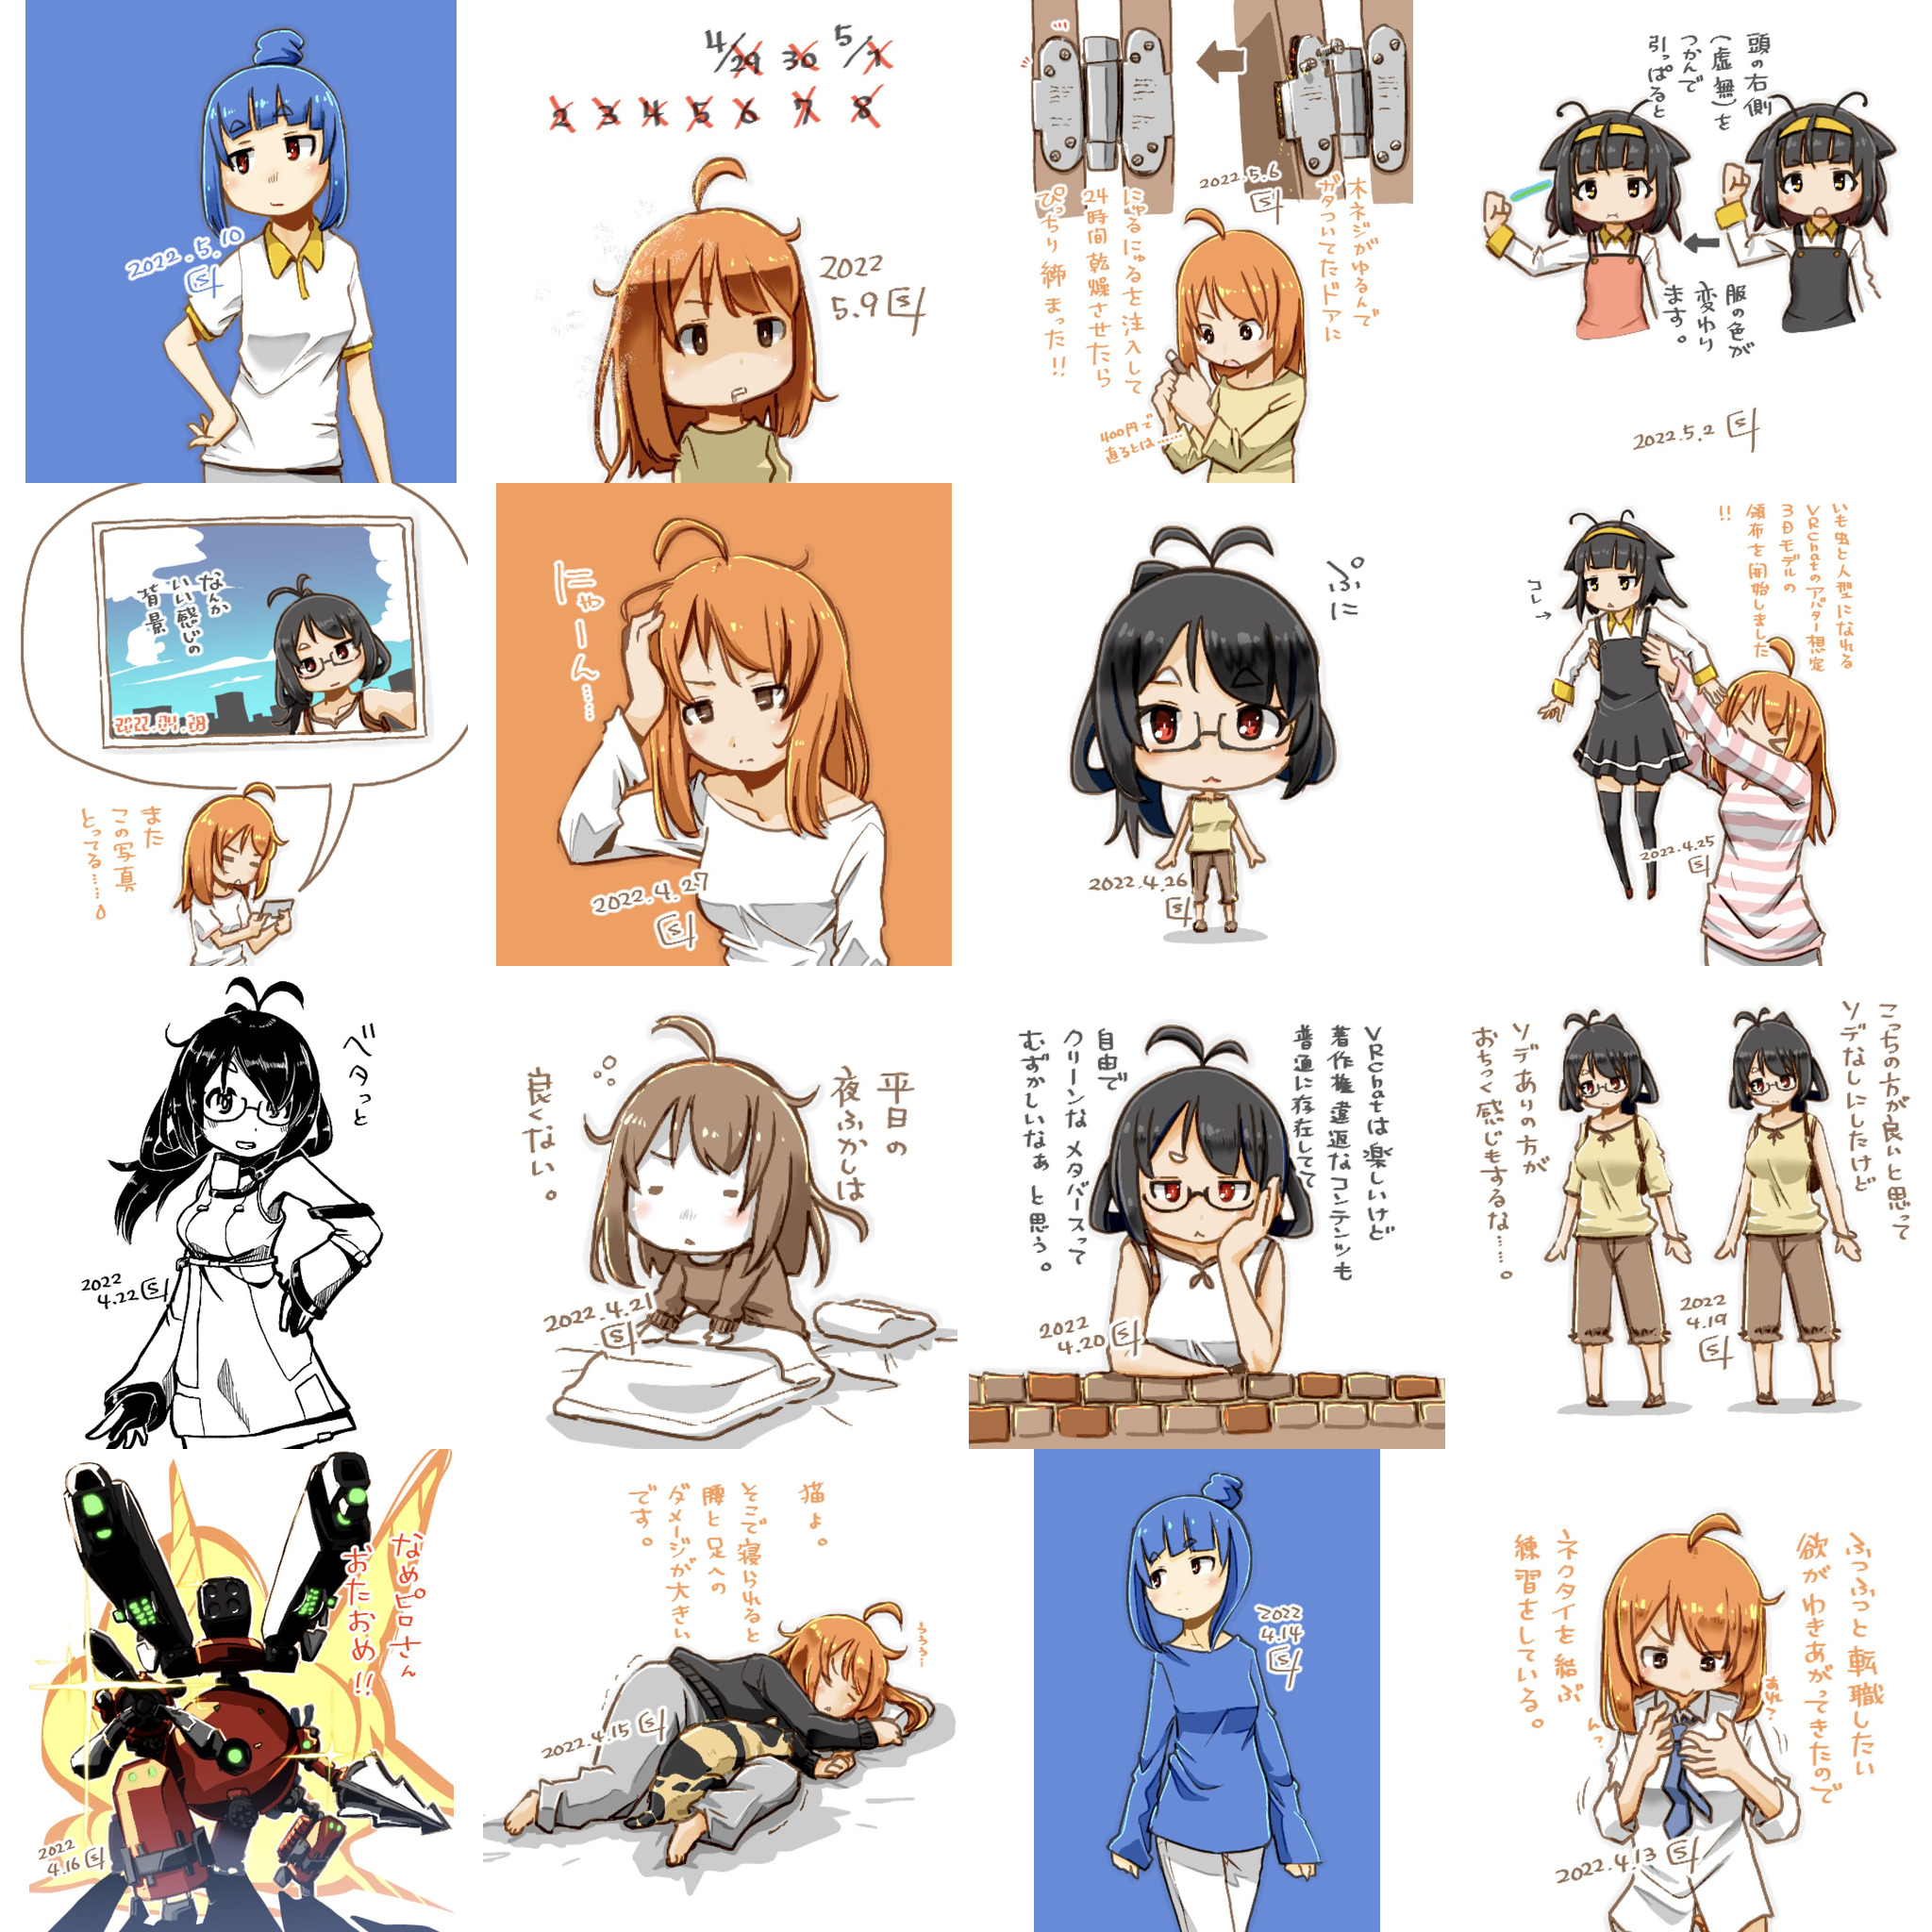 2022.5.10
4/29 30 5/1
2 3 4 5 6 7 8
2022
5.9
木ネジがゆるんで
ガタついてたドアに
にゅるにゅるを注入して
24時間乾燥させたら
ぴっちり締まった!!
2022.5.6
400円で
直るとは……
頭の右側
(虚無)を
つかんで
引っぱると
服の色が
変わり
ます。
2022.5.2
なんか
いい感じの
背景
2022.04.28
また
この写真
とってる……
にゃーん……
2022.4.27
ぷに
2022.4.26
いも虫と人型になれる
VRChatのアバター想定
3Dモデルの
頒布を開始しました
!!
コレ→
2022.4.25
ベタっと
2022
4.22
平日の
夜ふかしは
良くない。
2022.4.21
VRChatは楽しいけど
著作権違反なコンテンツも
普通に存在してて
自由で
クリーンなメタバースって
むずかしいなぁと思う。
2022
4.20
こっちの方が良いと思って
ソデなしにしたけど
ソデありの方が
おちつく感じもするな……。
2022
4.19
なめピロさん
おたおめ!!
2022
4.16
猫よ。
そこで寝られると
腰と足への
ダメージが大きい
です。
うううー
2022.4.15
2022
4.14
ふつふつと転職したい
欲がわきあがってきたので
ネクタイを結ぶ
練習をしている。
あれ?
ん?
2022.4.13